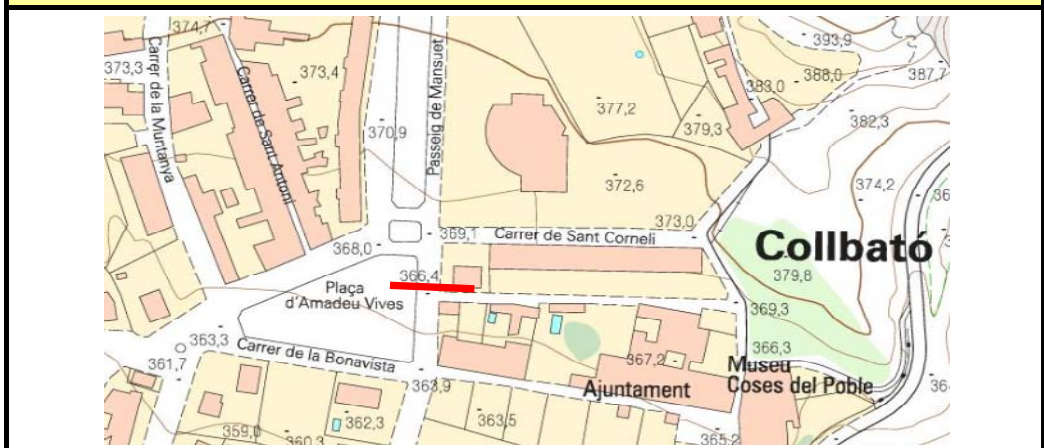 374,7
393,9
373,3
373,4
388,0
387,7
383,0
Carrer de la Muntanya
Carrer de Sant Antoni
Passeig de Mansuet
377,2
382,3
370,9
379,3
372,6
374,2
373,0
368,0
369,1
Carrer de Sant Corneli
Collbató
366,4
379,8
Plaça
d'Amadeu Vives
369,3
363,3
Carrer de la Bonavista
366,3
361,7
367,2
Museu
Coses del Poble
363,9
Ajuntament
362,3
363,5
359,0
360,3
365,2